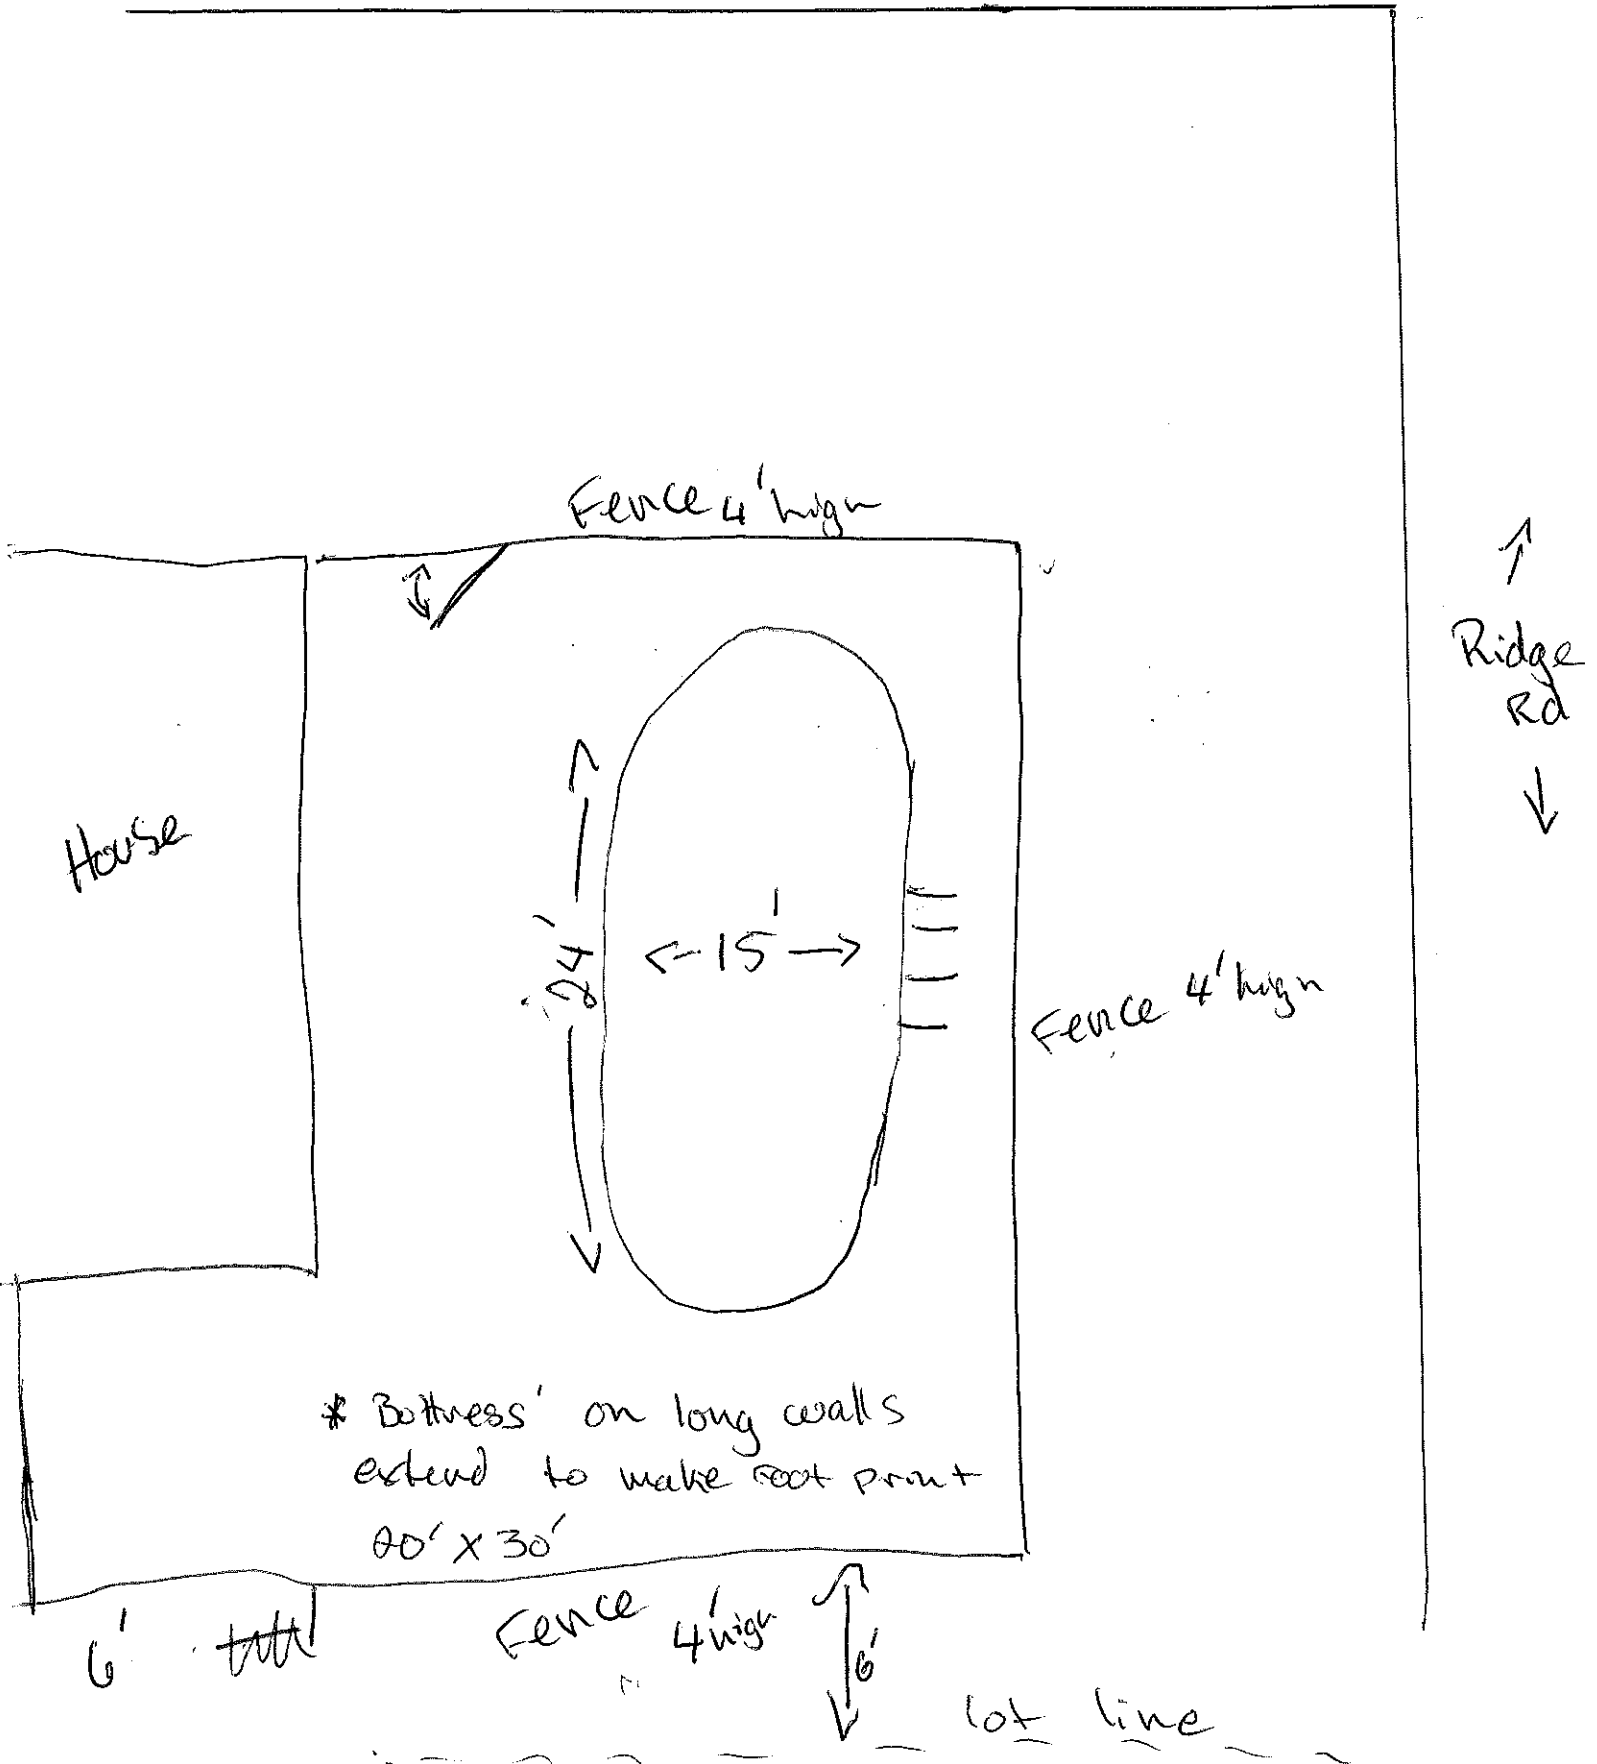 Fence 4' high
Ridge
Rd
House
24'
15'
Fence 4' high
* Buttress' on long walls
extend to make foot print
20' X 30'
6'
Fence 4' high
6'
lot line